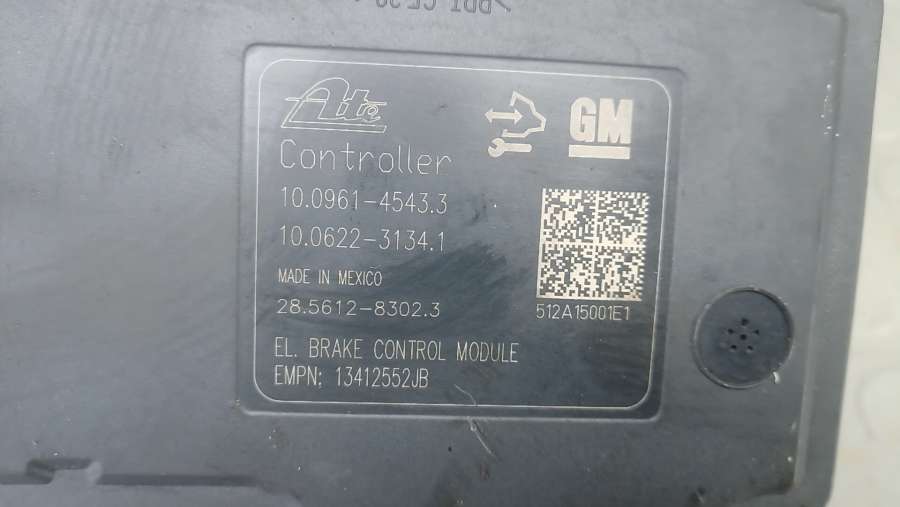 Ate
GM
Controller
10.0961-4543.3
10.0622-3134.1
MADE IN MEXICO
28.5612-8302.3
512A15001E1
EL. BRAKE CONTROL MODULE
EMPN: 13412552JB